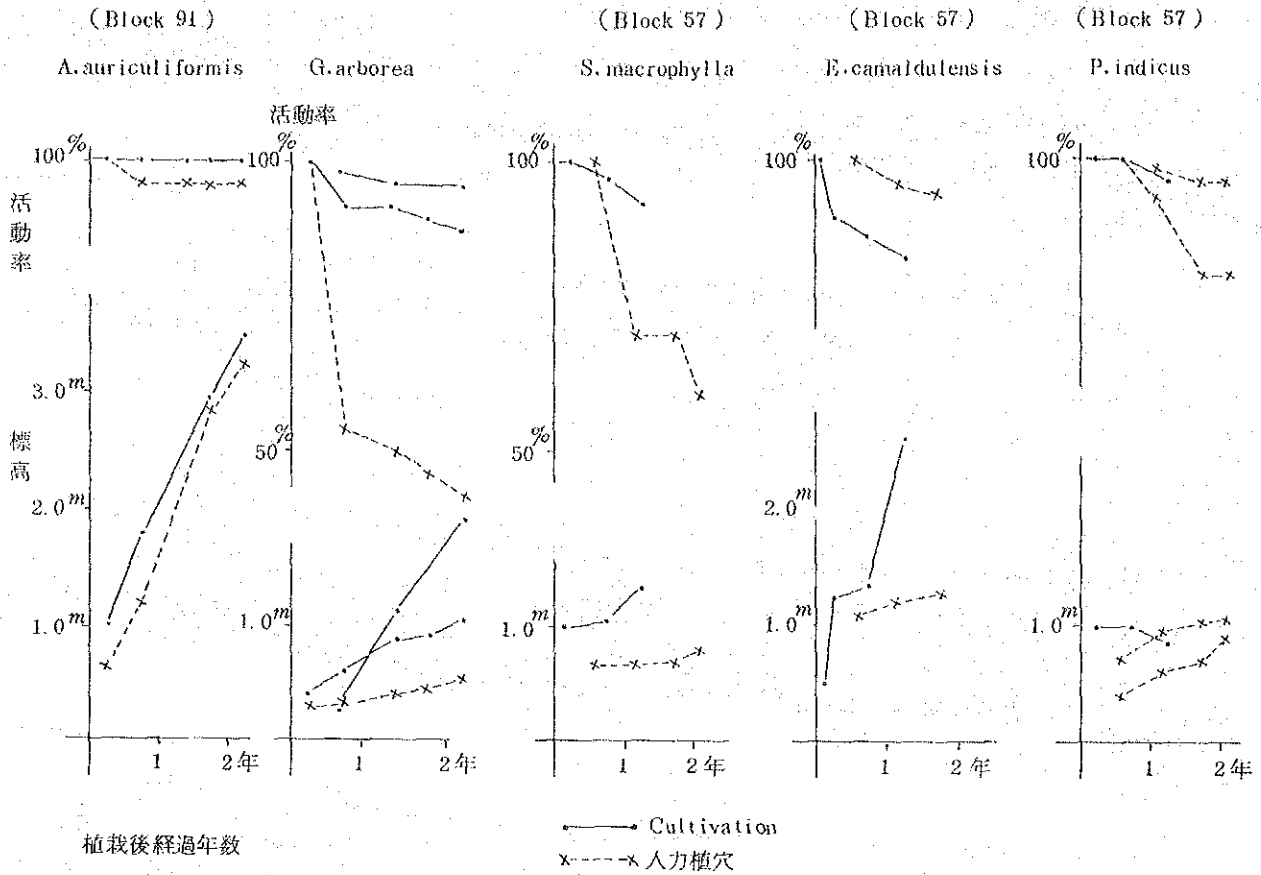 (Block 91) (Block 57) (Block 57) (Block 57)
A.auriculiformis G.arborea S.macrophylla E.camaldulensis P.indicus
活動率
100% 100% 100% 100% 100%
活動率
3.0m
標高
50% 50%
2.0m 2.0m
1.0m 1.0m 1.0m 1.0m 1.0m
1 2年 1 2年 1 2年 1 2年 1 2年
Cultivation
植栽後経過年数
人力植穴